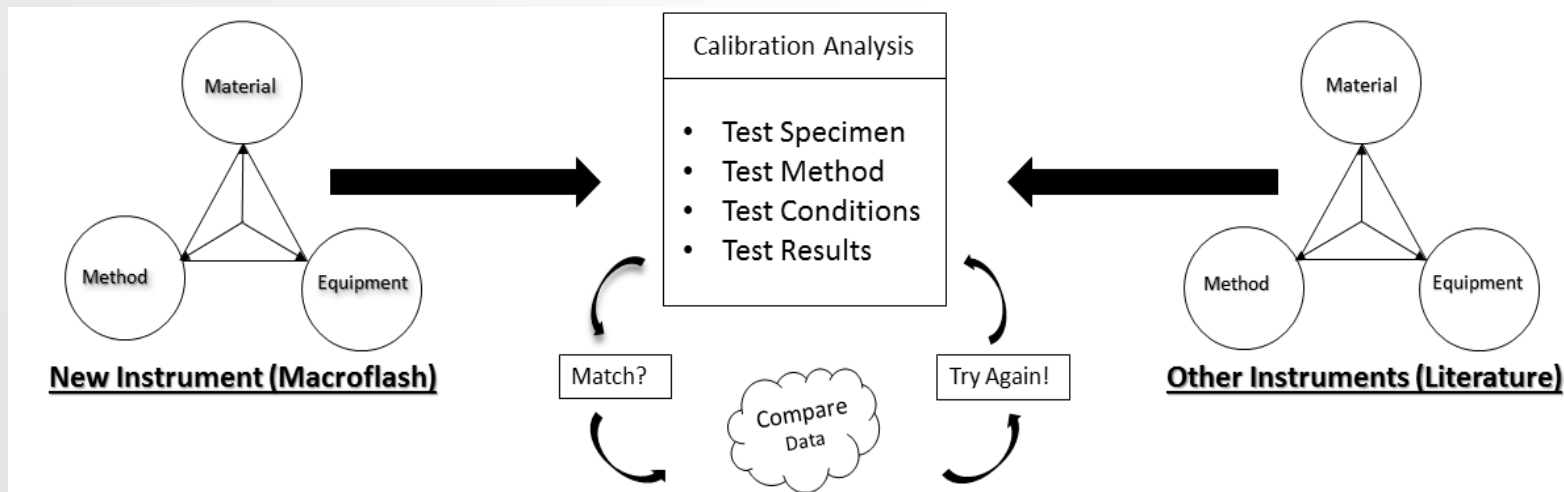 Material
Method
Equipment
New Instrument (Macroflash)
Calibration Analysis
• Test Specimen
• Test Method
• Test Conditions
• Test Results
Match?
Compare
Data
Try Again!
Material
Method
Equipment
Other Instruments (Literature)